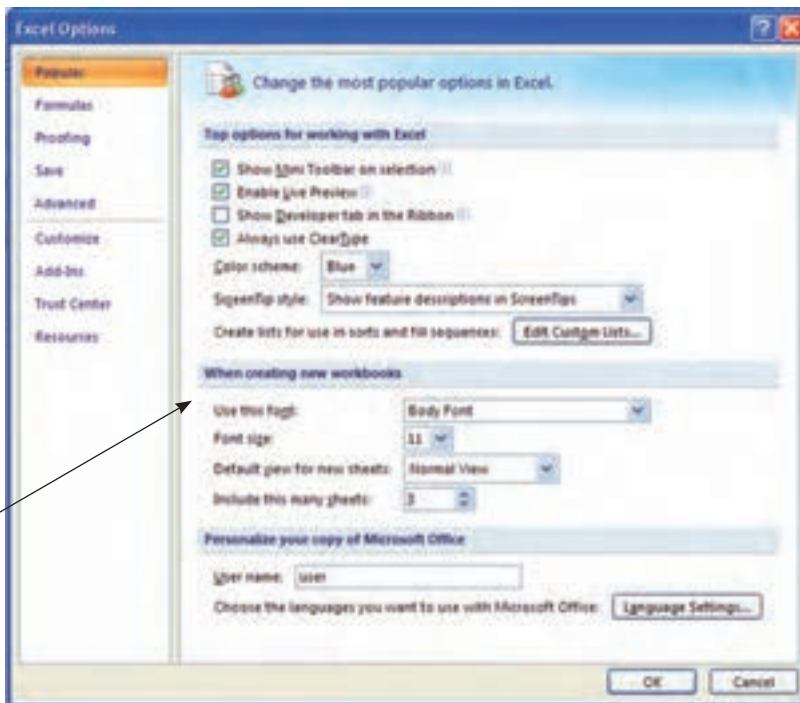 Excel Options
Popular
Formulas
Proofing
Save
Advanced
Customize
Add-Ins
Trust Center
Resources
Change the most popular options in Excel.
Top options for working with Excel
Show Mini Toolbar on selection
Enable Live Preview
Show Developer tab in the Ribbon
Always use ClearType
Color scheme: Blue
ScreenTip style: Show feature descriptions in ScreenTips
Create lists for use in sorts and fill sequences: Edit Custom Lists...
When creating new workbooks
Use this font: Body Font
Font size: 11
Default view for new sheets: Normal View
Include this many sheets: 3
Personalize your copy of Microsoft Office
User name: user
Choose the languages you want to use with Microsoft Office: Language Settings...
OK
Cancel